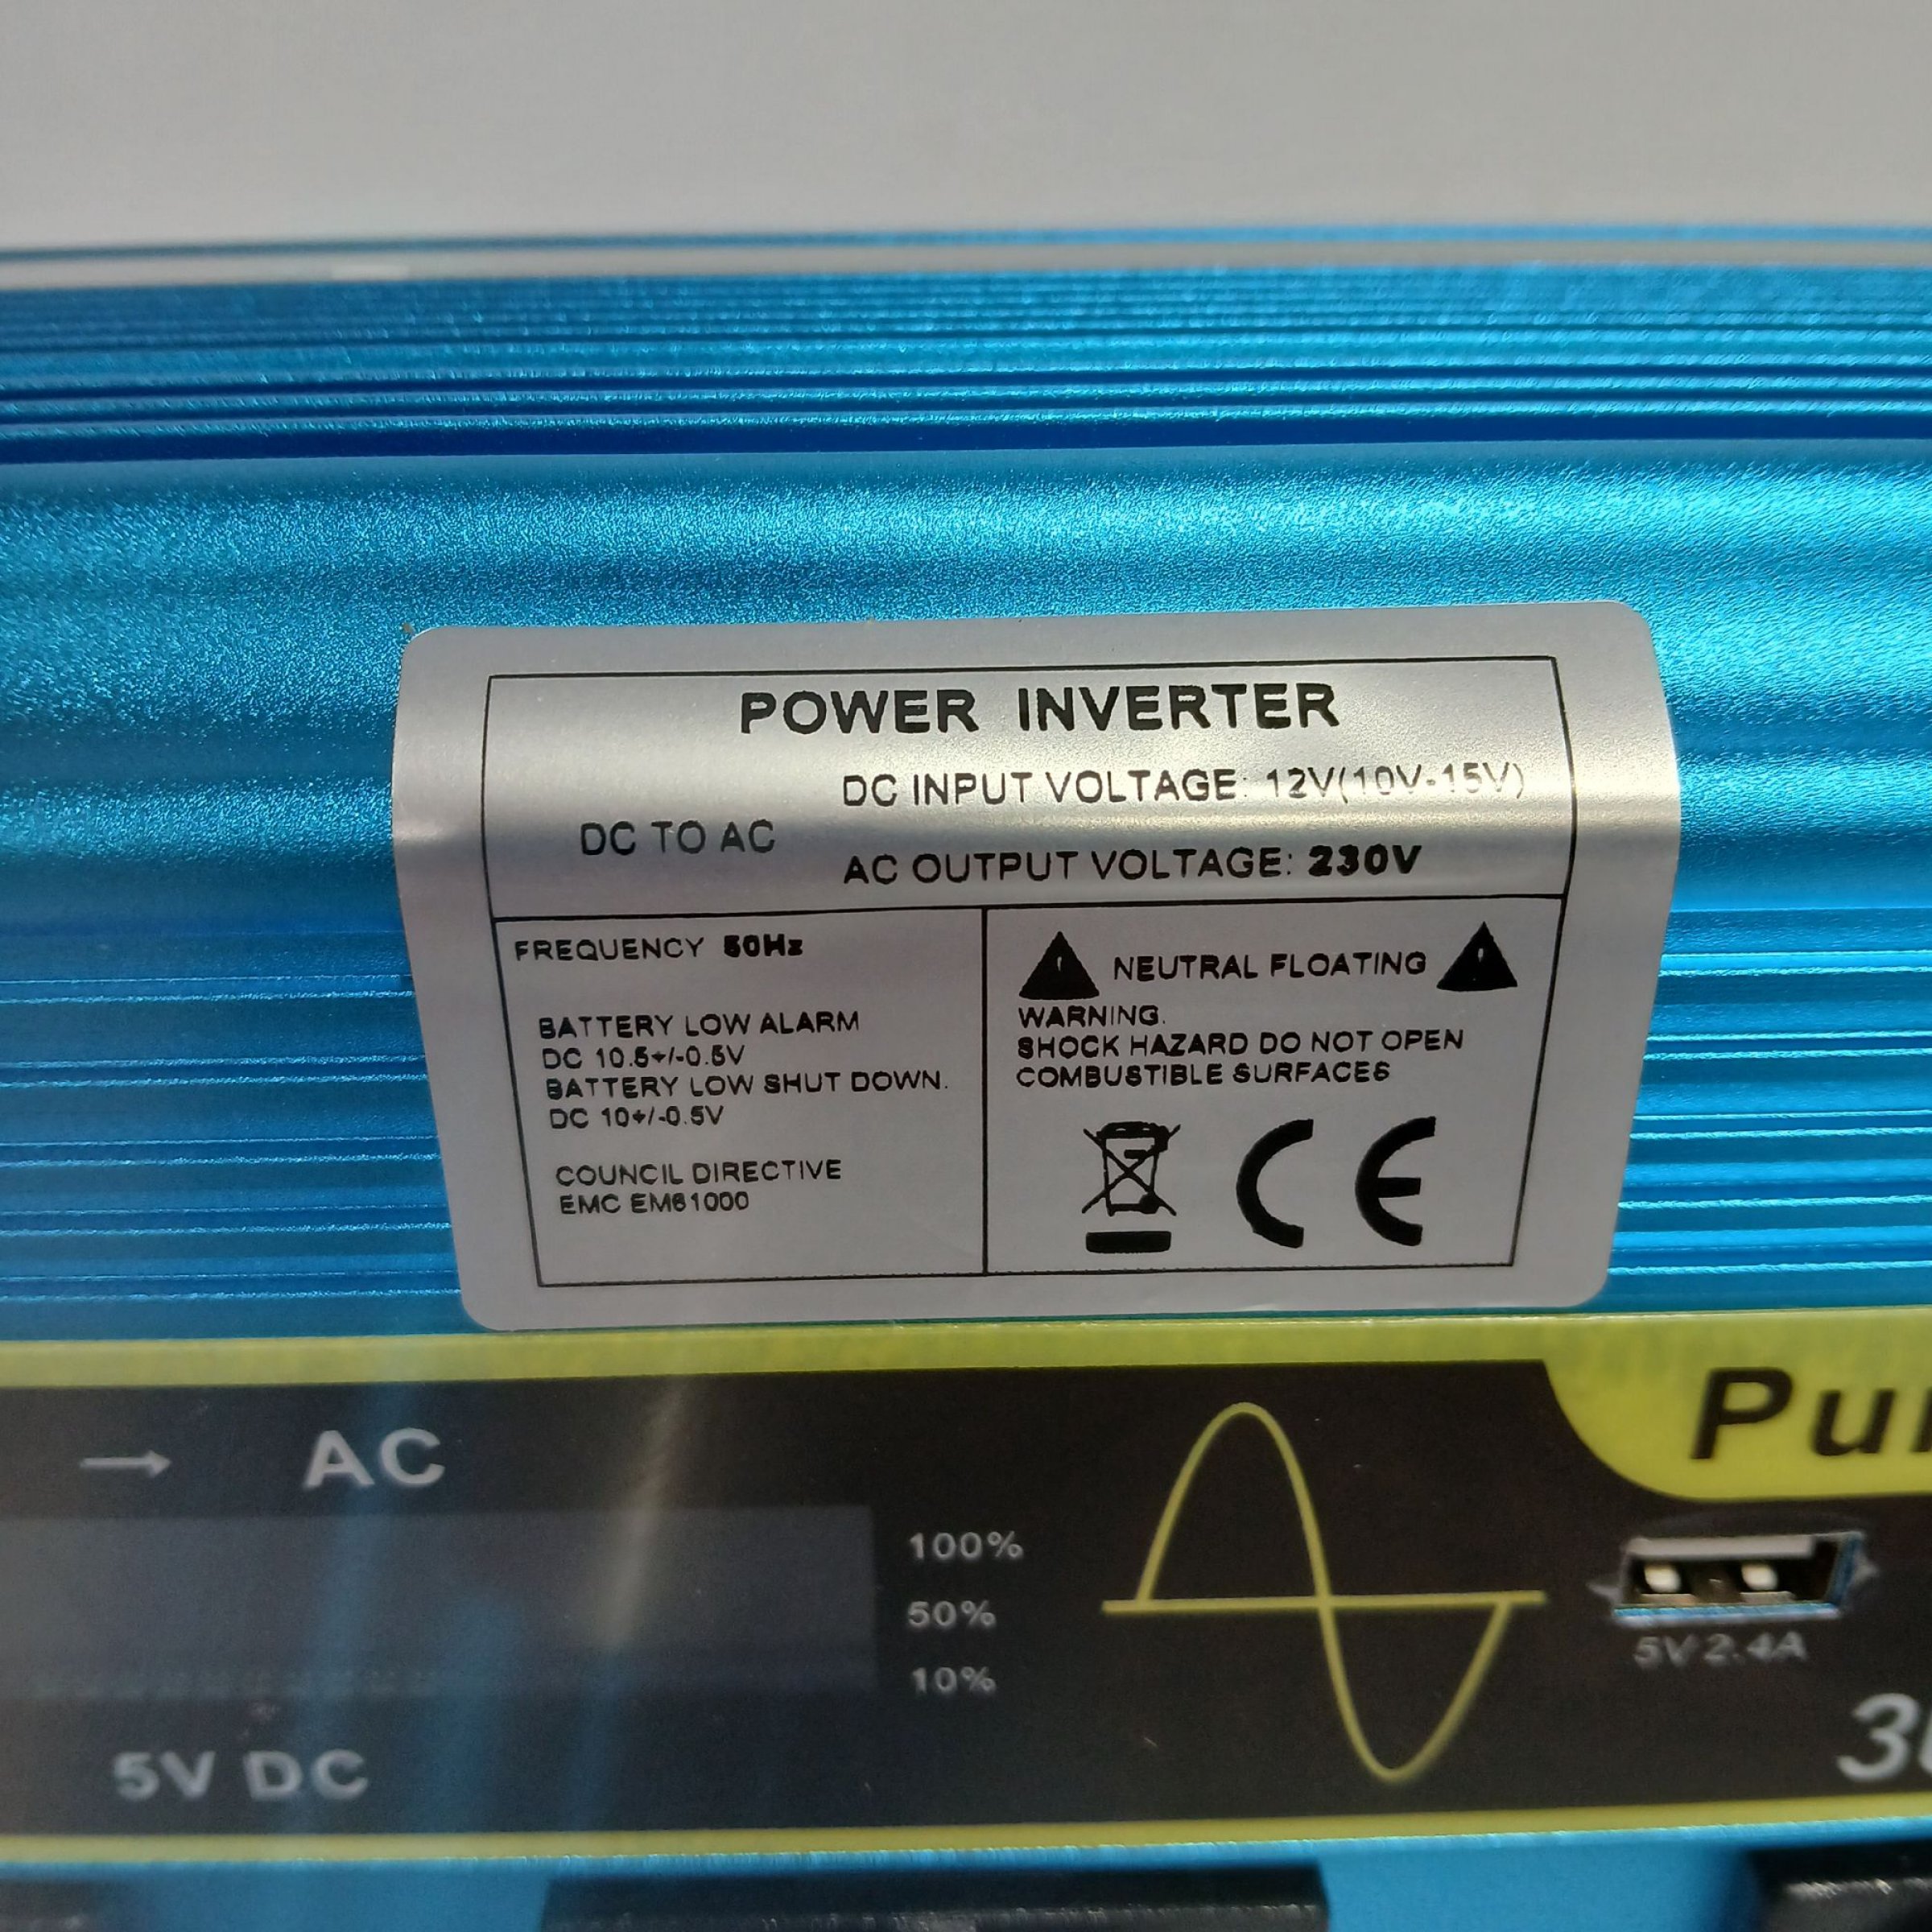 POWER INVERTER
DC TO AC
DC INPUT VOLTAGE: 12V(10V-15V)
AC OUTPUT VOLTAGE: 230V
FREQUENCY 50Hz
BATTERY LOW ALARM
DC 10.5+/-0.5V
BATTERY LOW SHUT DOWN.
DC 10+/-0.5V
COUNCIL DIRECTIVE
EMC EM61000
NEUTRAL FLOATING
WARNING.
SHOCK HAZARD DO NOT OPEN
COMBUSTIBLE SURFACES
CE
→ AC
100%
50%
10%
5V DC
5V 2.4A